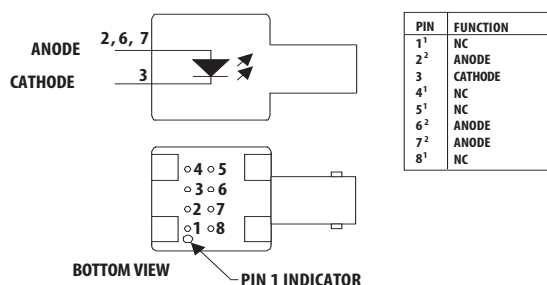 ANODE 2, 6, 7
CATHODE 3
4 5
3 6
2 7
1 8
BOTTOM VIEW
PIN 1 INDICATOR
PIN FUNCTION
1¹ NC
2² ANODE
3 CATHODE
4¹ NC
5¹ NC
6² ANODE
7² ANODE
8¹ NC